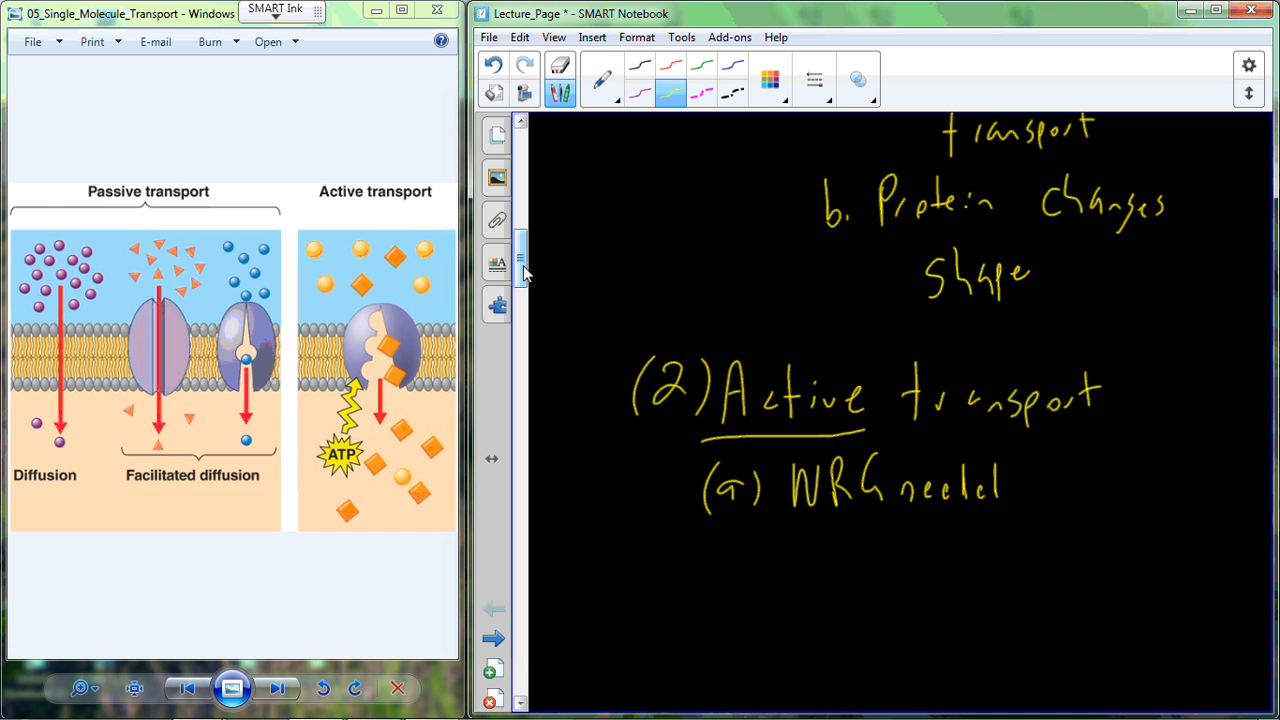 05_Single_Molecule_Transport - Windows
SMART Ink
File Print E-mail Burn Open
Passive transport
Active transport
ATP
Diffusion
Facilitated diffusion
Lecture_Page * - SMART Notebook
File Edit View Insert Format Tools Add-ons Help
transport
b. Protein changes
shape
(2) Active transport
(a) NRG needed